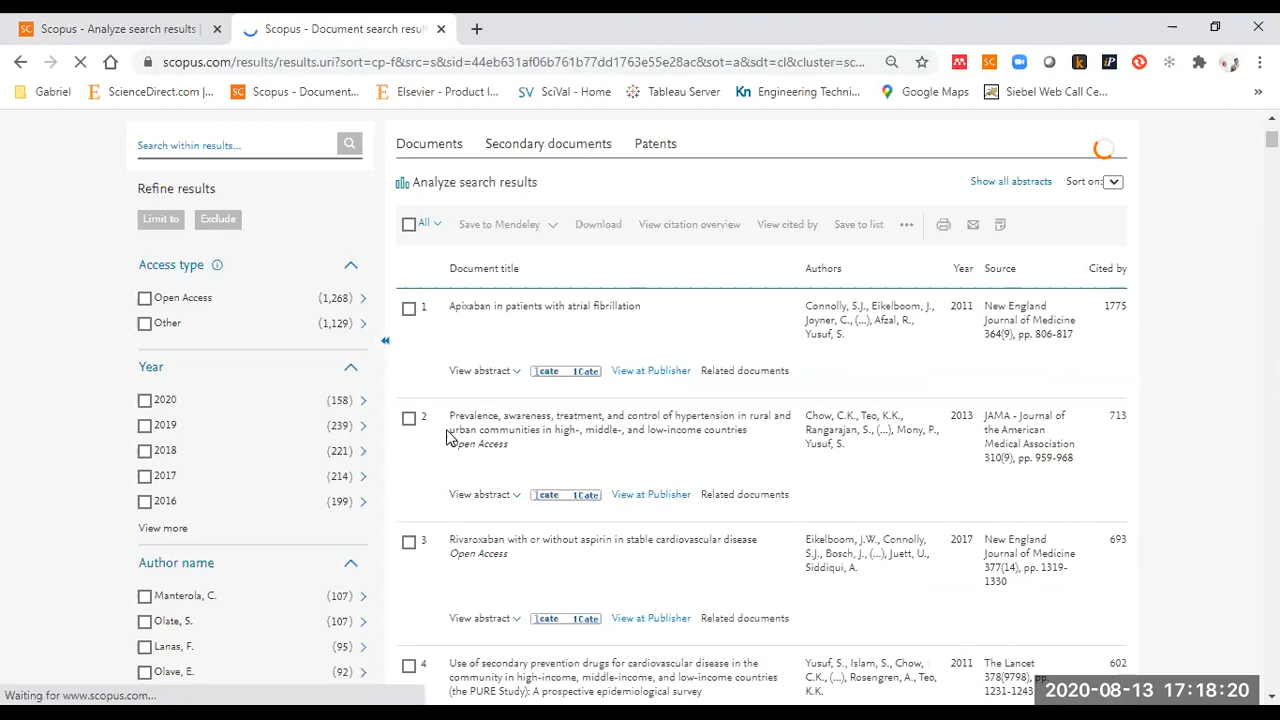 Scopus - Analyze search results
Scopus - Document search resul
scopus.com/results/results.uri?sort=cp-f&src=s&sid=44eb631af06b761b77dd1763e55e28ac&sot=a&sdt=cl&cluster=sc...
Gabriel
ScienceDirect.com |...
Scopus - Document...
Elsevier - Product I...
SciVal - Home
Tableau Server
Engineering Techni...
Google Maps
Siebel Web Call Ce...
Search within results...
Refine results
Limit to
Exclude
Access type
Open Access (1,268)
Other (1,129)
Year
2020 (158)
2019 (239)
2018 (221)
2017 (214)
2016 (199)
View more
Author name
Manterola, C. (107)
Olate, S. (107)
Lanas, F. (95)
Olave, E. (92)
Documents Secondary documents Patents
Analyze search results
Show all abstracts Sort on:
All Save to Mendeley Download View citation overview View cited by Save to list •••
Document title Authors Year Source Cited by
1 Apixaban in patients with atrial fibrillation
Connolly, S.J., Eikelboom, J.,
Joyner, C., (...), Afzal, R.,
Yusuf, S.
2011
New England
Journal of Medicine
364(9), pp. 806-817
1775
View abstract View at Publisher Related documents
2 Prevalence, awareness, treatment, and control of hypertension in rural and
urban communities in high-, middle-, and low-income countries
Open Access
Chow, C.K., Teo, K.K.,
Rangarajan, S., (...), Mony, P.,
Yusuf, S.
2013
JAMA - Journal of
the American
Medical Association
310(9), pp. 959-968
713
View abstract View at Publisher Related documents
3 Rivaroxaban with or without aspirin in stable cardiovascular disease
Open Access
Eikelboom, J.W., Connolly,
S.J., Bosch, J., (...), Juett, U.,
Siddiqui, A.
2017
New England
Journal of Medicine
377(14), pp. 1319-
1330
693
View abstract View at Publisher Related documents
4 Use of secondary prevention drugs for cardiovascular disease in the
community in high-income, middle-income, and low-income countries
(the PURE Study): A prospective epidemiological survey
Yusuf, S., Islam, S., Chow,
C.K., (...), Rosengren, A., Teo,
K.K.
2011
The Lancet
378(9798), pp.
1231-1243
602
Waiting for www.scopus.com...
2020-08-13 17:18:20